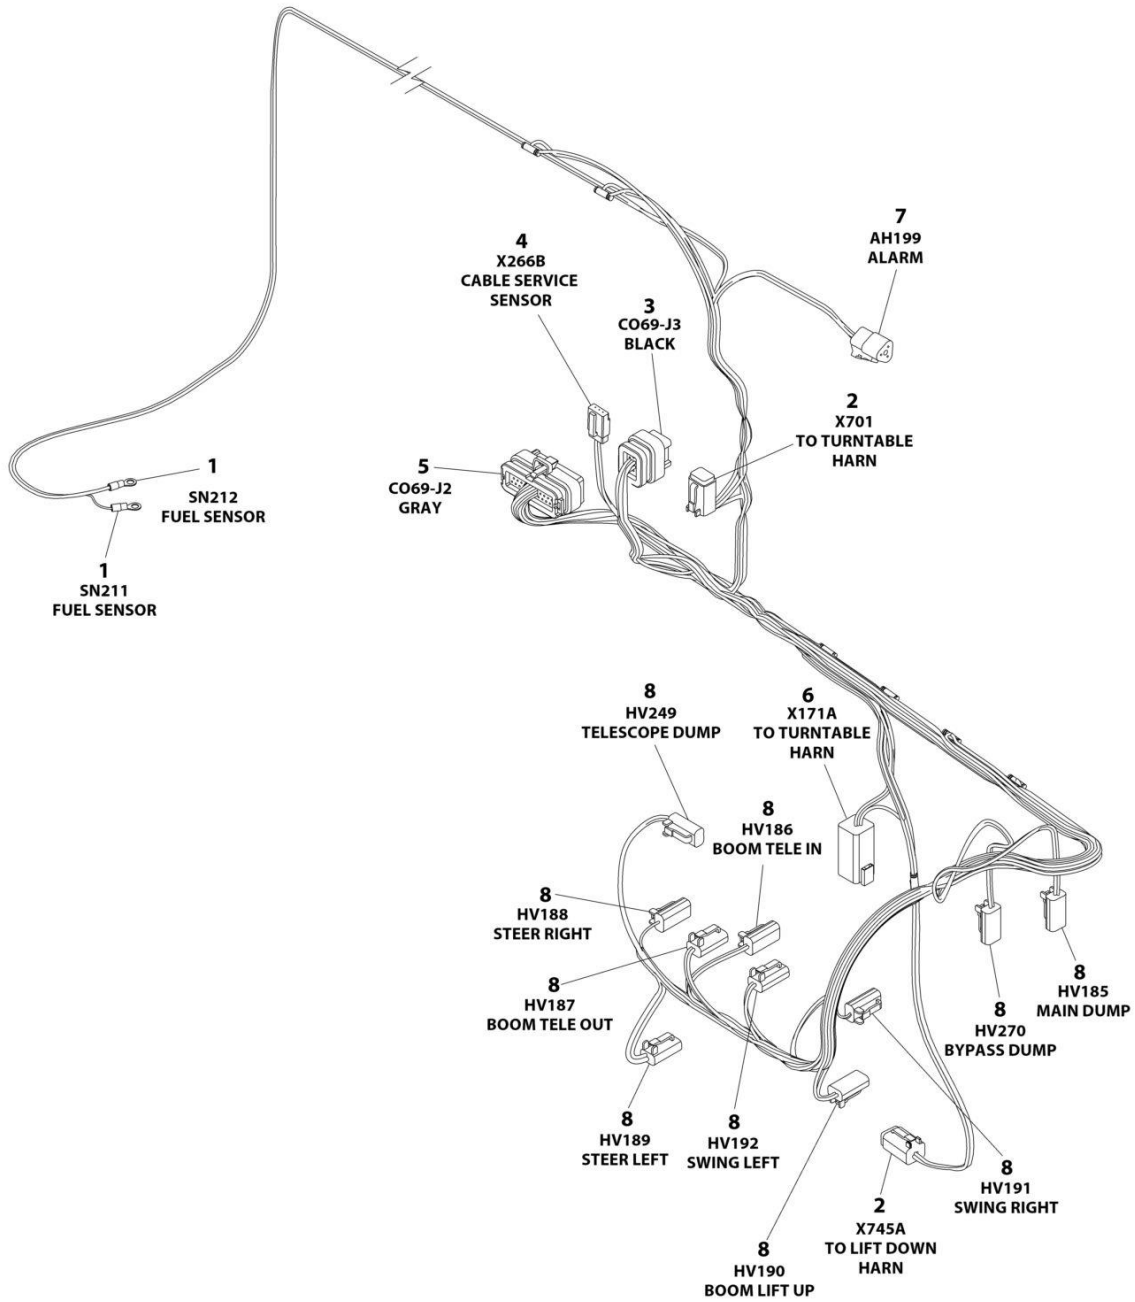 7
AH199
ALARM
4
X266B
CABLE SERVICE
SENSOR
3
CO69-J3
BLACK
2
X701
TO TURNTABLE
HARN
5
CO69-J2
GRAY
1
SN212
FUEL SENSOR
1
SN211
FUEL SENSOR
8
HV249
TELESCOPE DUMP
6
X171A
TO TURNTABLE
HARN
8
HV186
BOOM TELE IN
8
HV188
STEER RIGHT
8
HV187
BOOM TELE OUT
8
HV185
MAIN DUMP
8
HV270
BYPASS DUMP
8
HV189
STEER LEFT
8
HV192
SWING LEFT
8
HV191
SWING RIGHT
2
X745A
TO LIFT DOWN
HARN
8
HV190
BOOM LIFT UP